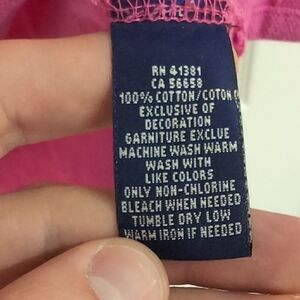 RN 41381
CA 56658
100% COTTON/COTON
EXCLUSIVE OF
DECORATION
GARNITURE EXCLUE
MACHINE WASH WARM
WASH WITH
LIKE COLORS
ONLY NON-CHLORINE
BLEACH WHEN NEEDED
TUMBLE DRY LOW
WARM IRON IF NEEDED